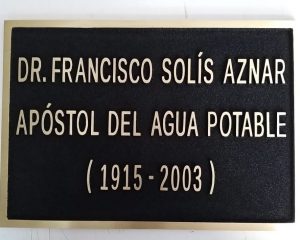 DR. FRANCISCO SOLÍS AZNAR
APÓSTOL DEL AGUA POTABLE
( 1915 - 2003 )